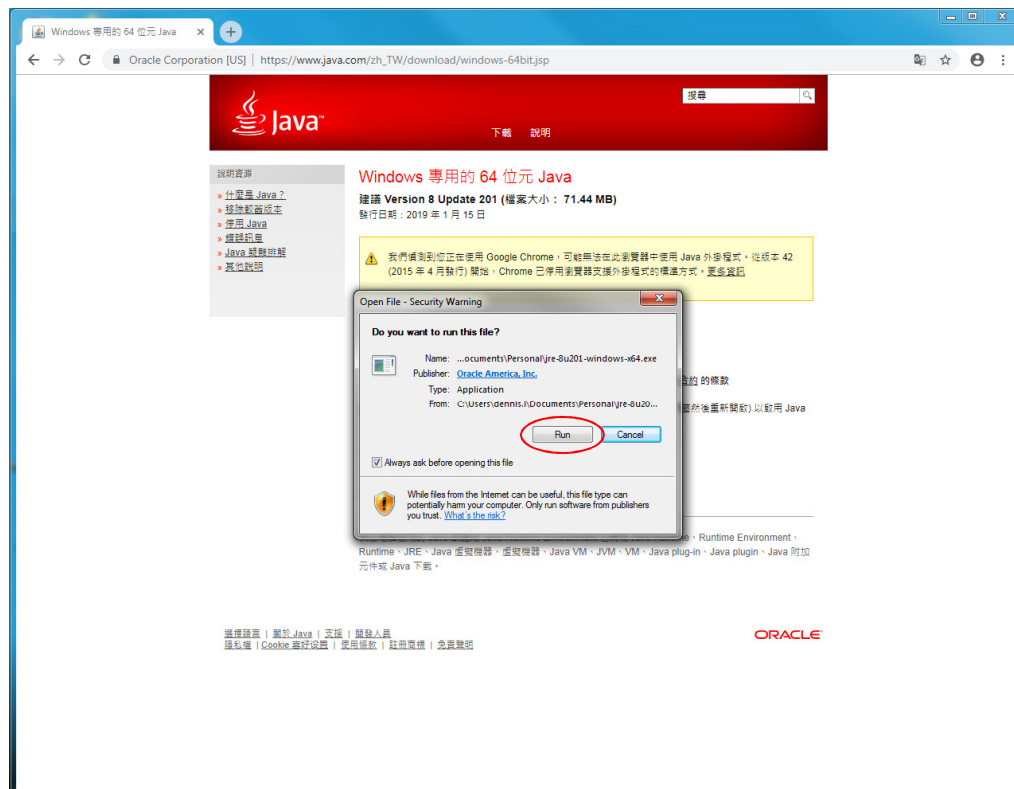 Windows 專用的 64 位元 Java
Oracle Corporation [US] | https://www.java.com/zh_TW/download/windows-64bit.jsp
Java™
搜尋
下載 說明
說明資源
» 什麼是 Java？
» 移除較舊版本
» 停用 Java
» 錯誤訊息
» Java 疑難排解
» 其他說明
Windows 專用的 64 位元 Java
建議 Version 8 Update 201 (檔案大小： 71.44 MB)
發行日期：2019 年 1 月 15 日
我們偵測到您正在使用 Google Chrome，可能無法在此瀏覽器中使用 Java 外掛程式。從版本 42
(2015 年 4 月發行) 開始，Chrome 已停用瀏覽器支援外掛程式的標準方式。更多資訊
Open File - Security Warning
Do you want to run this file?
Name: ...ocuments\Personal\jre-8u201-windows-x64.exe
Publisher: Oracle America, Inc.
Type: Application
From: C:\Users\dennis.l\Documents\Personal\jre-8u20...
Run Cancel
Always ask before opening this file
While files from the Internet can be useful, this file type can
potentially harm your computer. Only run software from publishers
you trust. What's the risk?
的條款
然後重新開啟) 以啟用 Java
、Runtime Environment、
Runtime、JRE、Java 虛擬機器、虛擬機器、Java VM、JVM、VM、Java plug-in、Java plugin、Java 附加
元件或 Java 下載。
選擇語言 | 關於 Java | 支援 | 開發人員
隱私權 | Cookie 喜好设置 | 使用條款 | 註冊商標 | 免責聲明
ORACLE